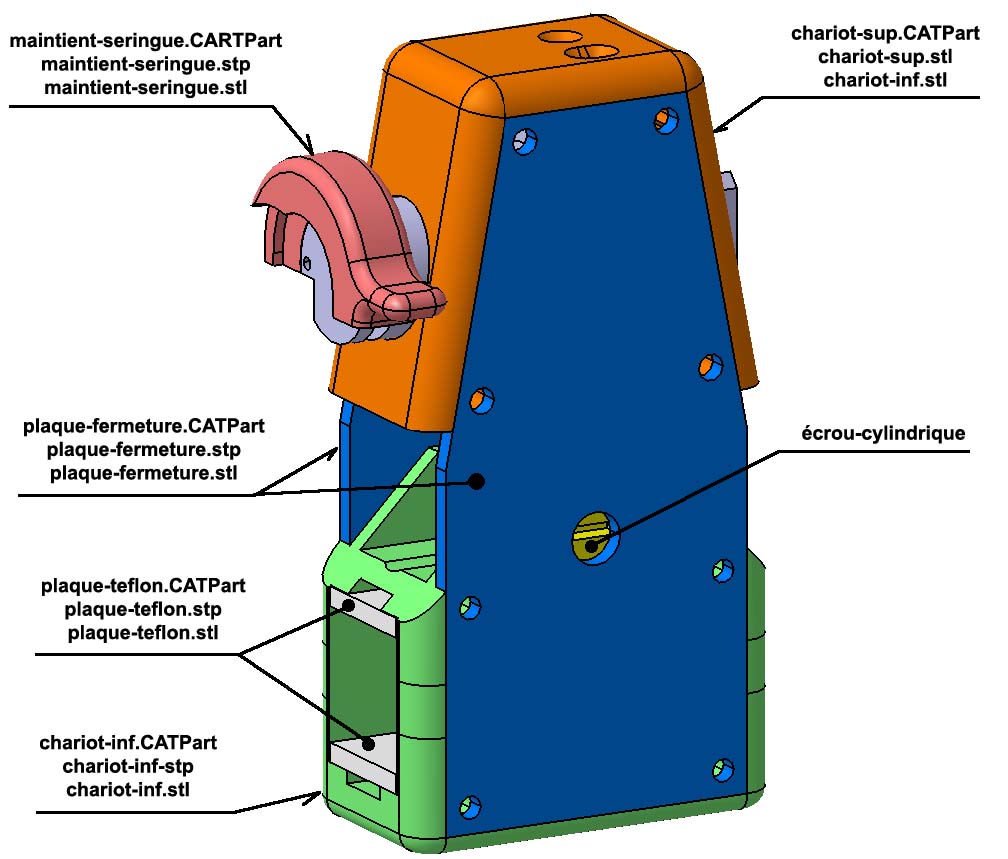 maintient-seringue.CARTPart
maintient-seringue.stp
maintient-seringue.stl
chariot-sup.CATPart
chariot-sup.stl
chariot-inf.stl
plaque-fermeture.CATPart
plaque-fermeture.stp
plaque-fermeture.stl
écrou-cylindrique
plaque-teflon.CATPart
plaque-teflon.stp
plaque-teflon.stl
chariot-inf.CATPart
chariot-inf-stp
chariot-inf.stl